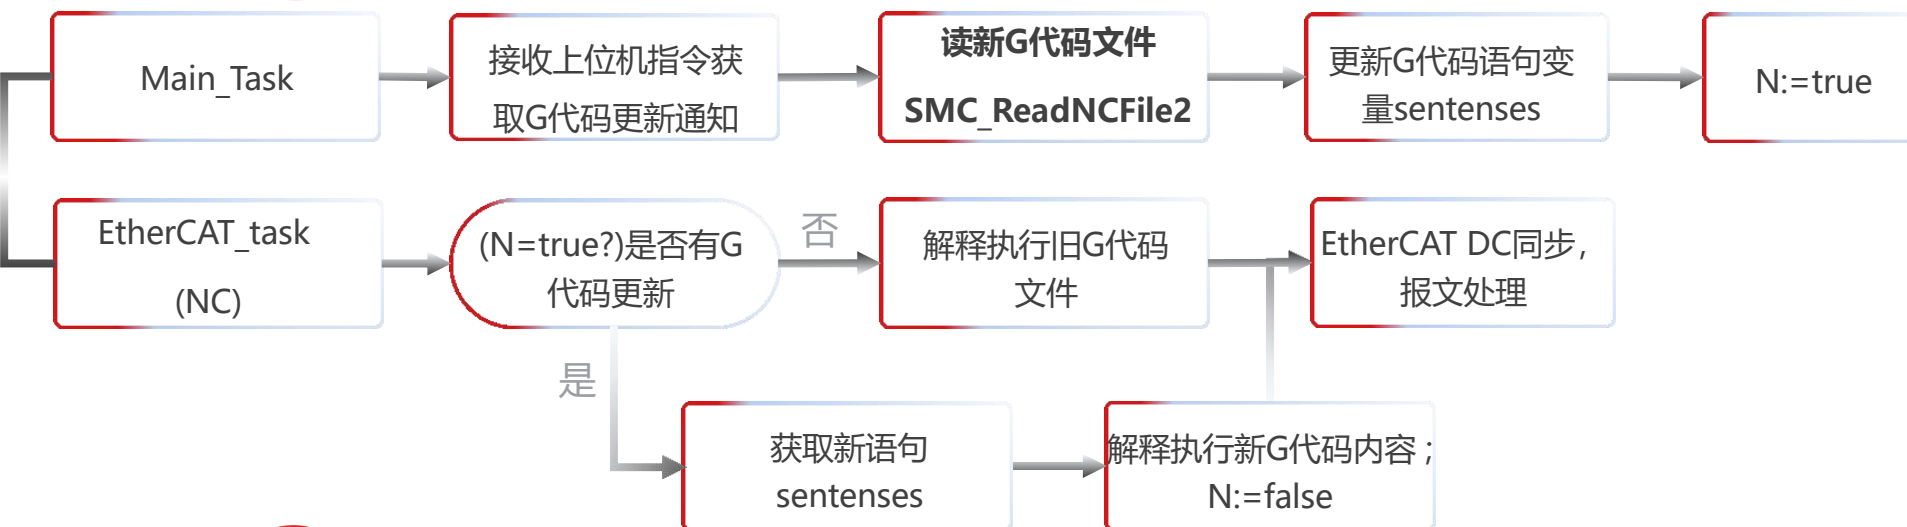 Main_Task
接收上位机指令获
取G代码更新通知
读新G代码文件
SMC_ReadNCFile2
更新G代码语句变
量sentenses
N:=true
EtherCAT_task
(NC)
(N=true?)是否有G
代码更新
否
解释执行旧G代码
文件
EtherCAT DC同步，
报文处理
是
获取新语句
sentenses
解释执行新G代码内容；
N:=false